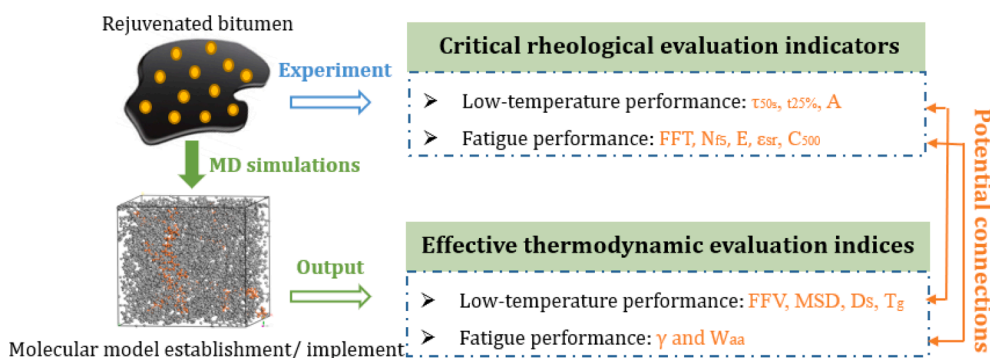 Rejuvenated bitumen
Experiment
MD simulations
Critical rheological evaluation indicators
➤ Low-temperature performance: τ50s, t25%, A
➤ Fatigue performance: FFT, Nf5, E, εsr, C500
Output
Effective thermodynamic evaluation indices
➤ Low-temperature performance: FFV, MSD, Ds, Tg
➤ Fatigue performance: γ and Waa
Potential connections
Molecular model establishment/ implement